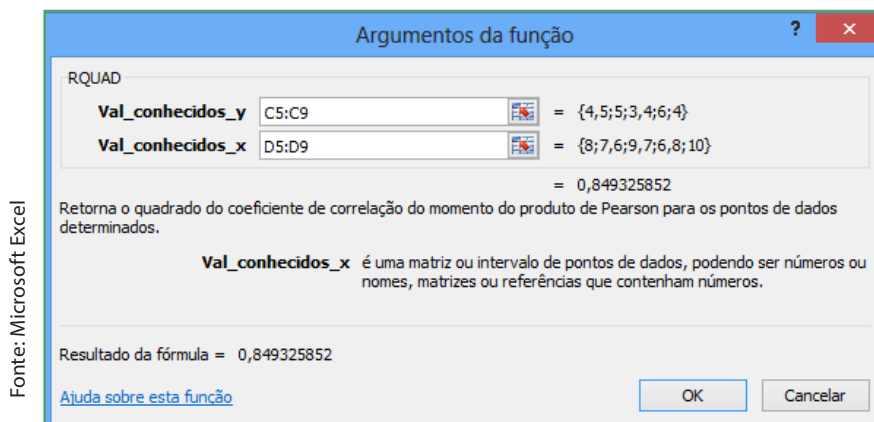 Argumentos da função ? ×
RQUAD
Val_conhecidos_y C5:C9 = {4,5;5;3,4;6;4}
Val_conhecidos_x D5:D9 = {8;7,6;9,7;6,8;10}
= 0,849325852
Retorna o quadrado do coeficiente de correlação do momento do produto de Pearson para os pontos de dados
determinados.
Val_conhecidos_x é uma matriz ou intervalo de pontos de dados, podendo ser números ou
nomes, matrizes ou referências que contenham números.
Resultado da fórmula = 0,849325852
Ajuda sobre esta função OK Cancelar
Fonte: Microsoft Excel